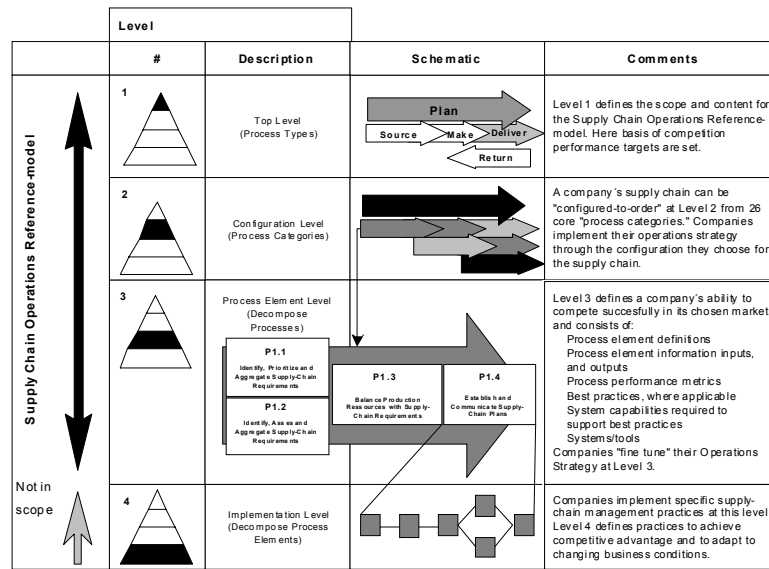 Level
#
Description
Schematic
Comments
Supply Chain Operations Reference-model
Not in
scope
1
Top Level
(Process Types)
Plan
Source
Make
Deliver
Return
Level 1 defines the scope and content for
the Supply Chain Operations Reference-
model. Here basis of competition
performance targets are set.
2
Configuration Level
(Process Categories)
A company´s supply chain can be
"configured-to-order" at Level 2 from 26
core "process categories." Companies
implement their operations strategy
through the configuration they choose for
the supply chain.
3
Process Element Level
(Decompose
Processes)
P1.1
Identify, Prioritize and
Aggregate Supply-Chain
Requirements
P1.2
Identify, Asses and
Aggregate Supply-Chain
Requirements
P1.3
Balance Production
Ressources with Supply-
Chain Requirements
P1.4
Establish and
Communicate Supply-
Chain Plans
Level 3 defines a company´s ability to
compete succesfully in its chosen market
and consists of:
Process element definitions
Process element information inputs,
and outputs
Process performance metrics
Best practices, where applicable
System capabilities required to
support best practices
Systems/tools
Companies "fine tune" their Operations
Strategy at Level 3.
4
Implementation Level
(Decompose Process
Elements)
Companies implement specific supply-
chain management practices at this level
Level 4 defines practices to achieve
competitive advantage and to adapt to
changing business conditions.